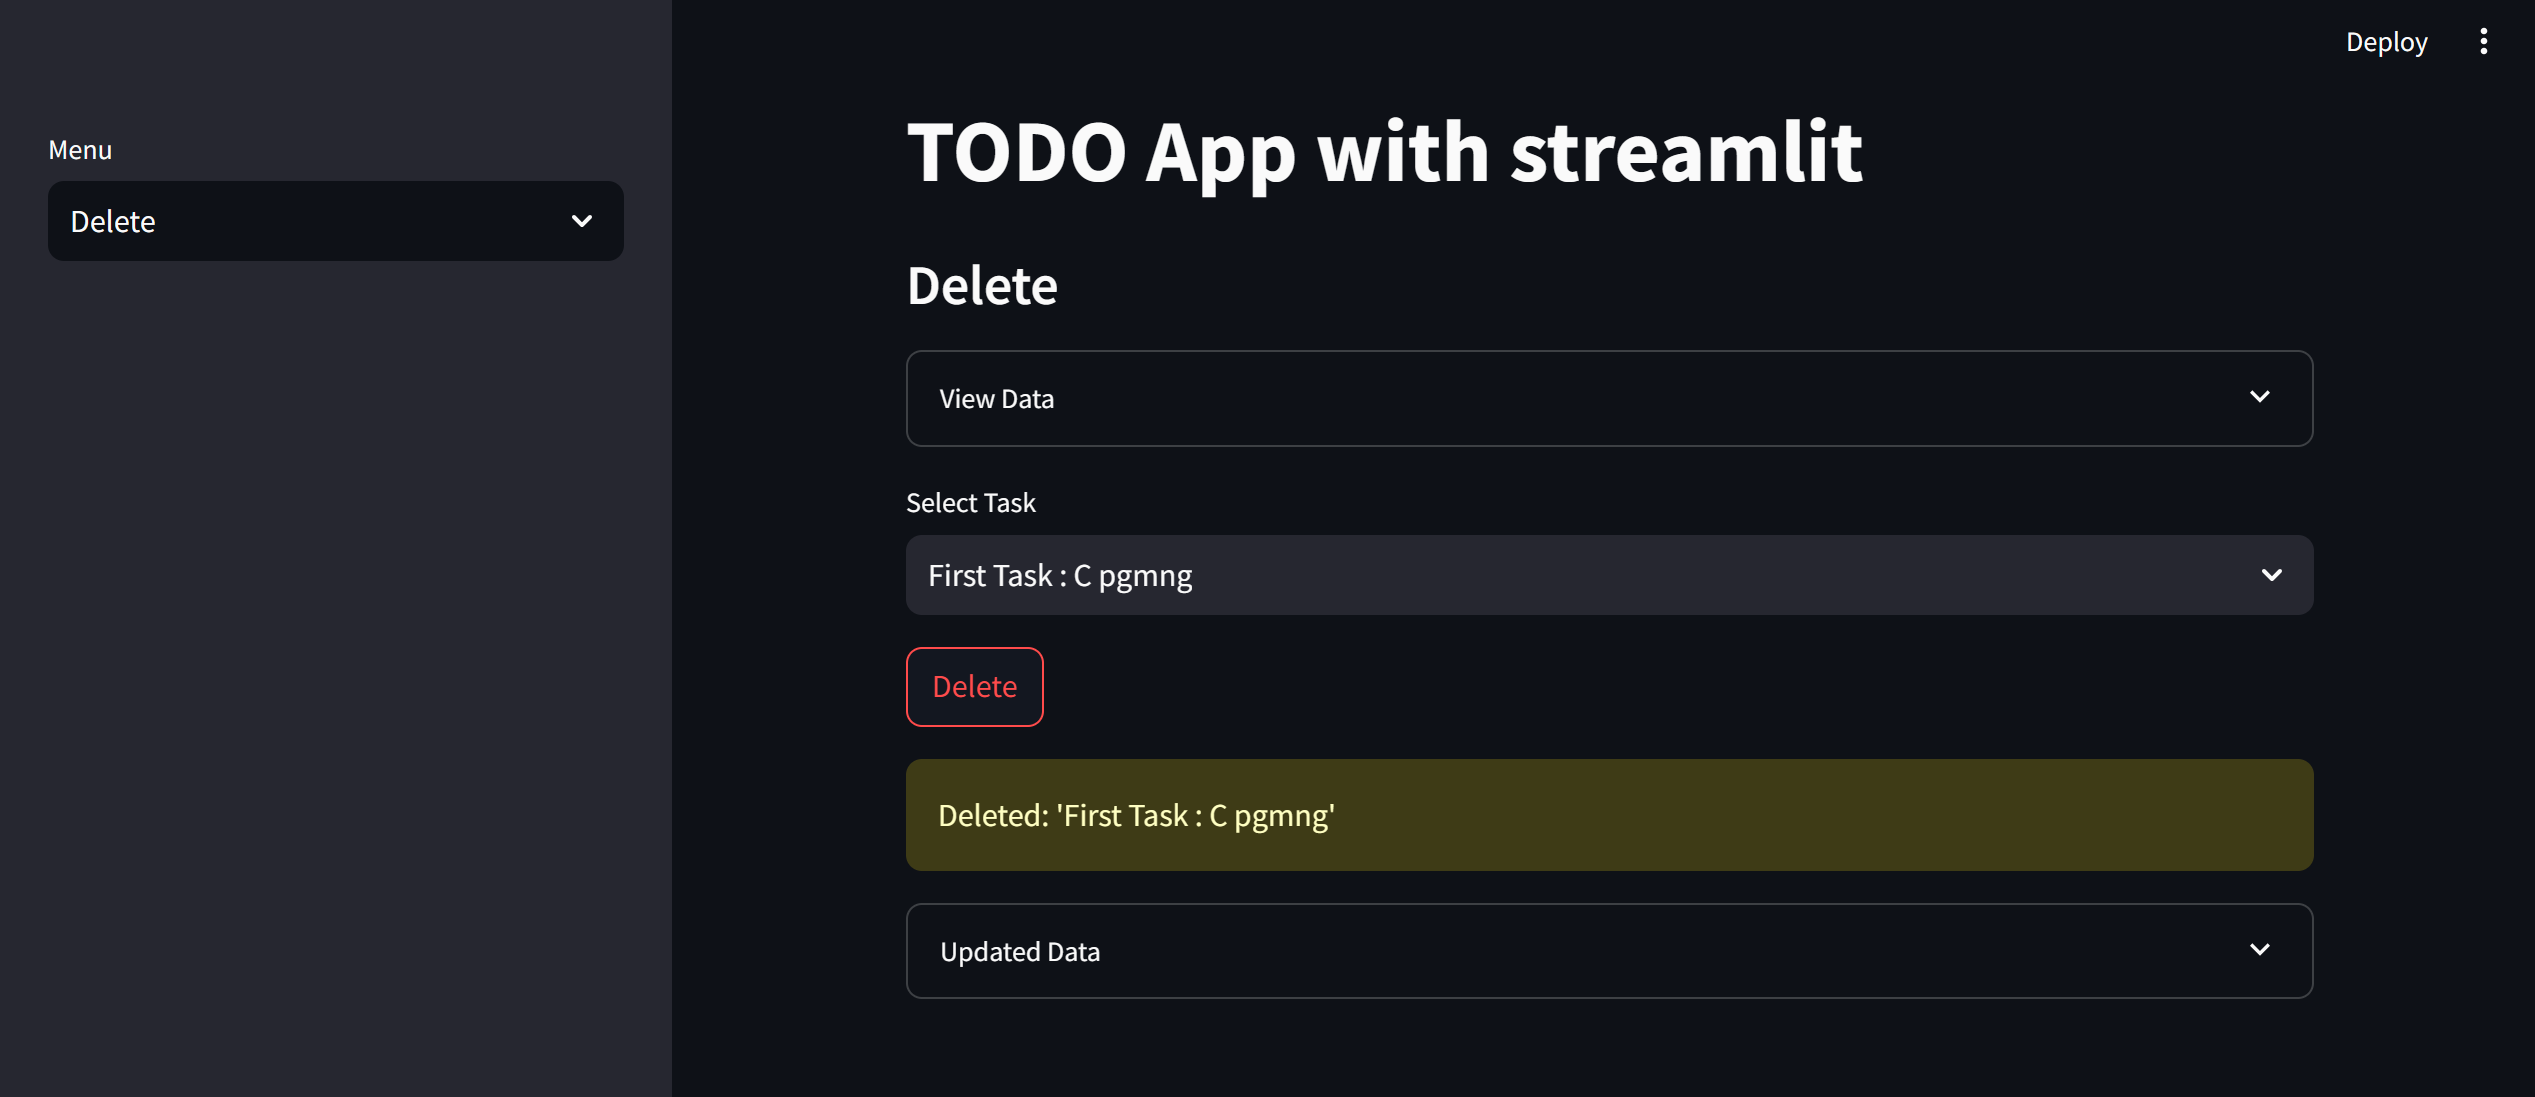 Deploy
Menu
Delete
TODO App with streamlit
Delete
View Data
Select Task
First Task : C pgmng
Delete
Deleted: 'First Task : C pgmng'
Updated Data